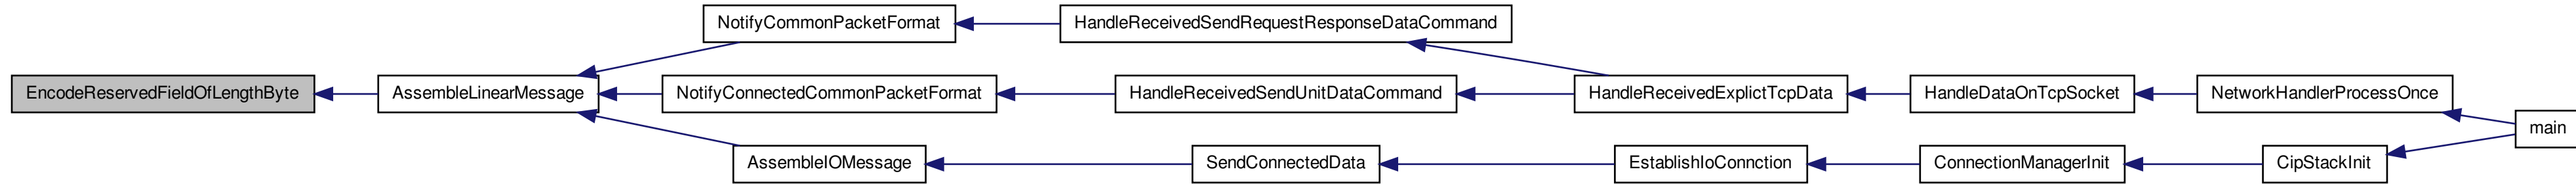 NotifyCommonPacketFormat
HandleReceivedSendRequestResponseDataCommand
EncodeReservedFieldOfLengthByte
AssembleLinearMessage
NotifyConnectedCommonPacketFormat
HandleReceivedSendUnitDataCommand
HandleReceivedExplictTcpData
HandleDataOnTcpSocket
NetworkHandlerProcessOnce
main
AssembleIOMessage
SendConnectedData
EstablishIoConnction
ConnectionManagerInit
CipStackInit